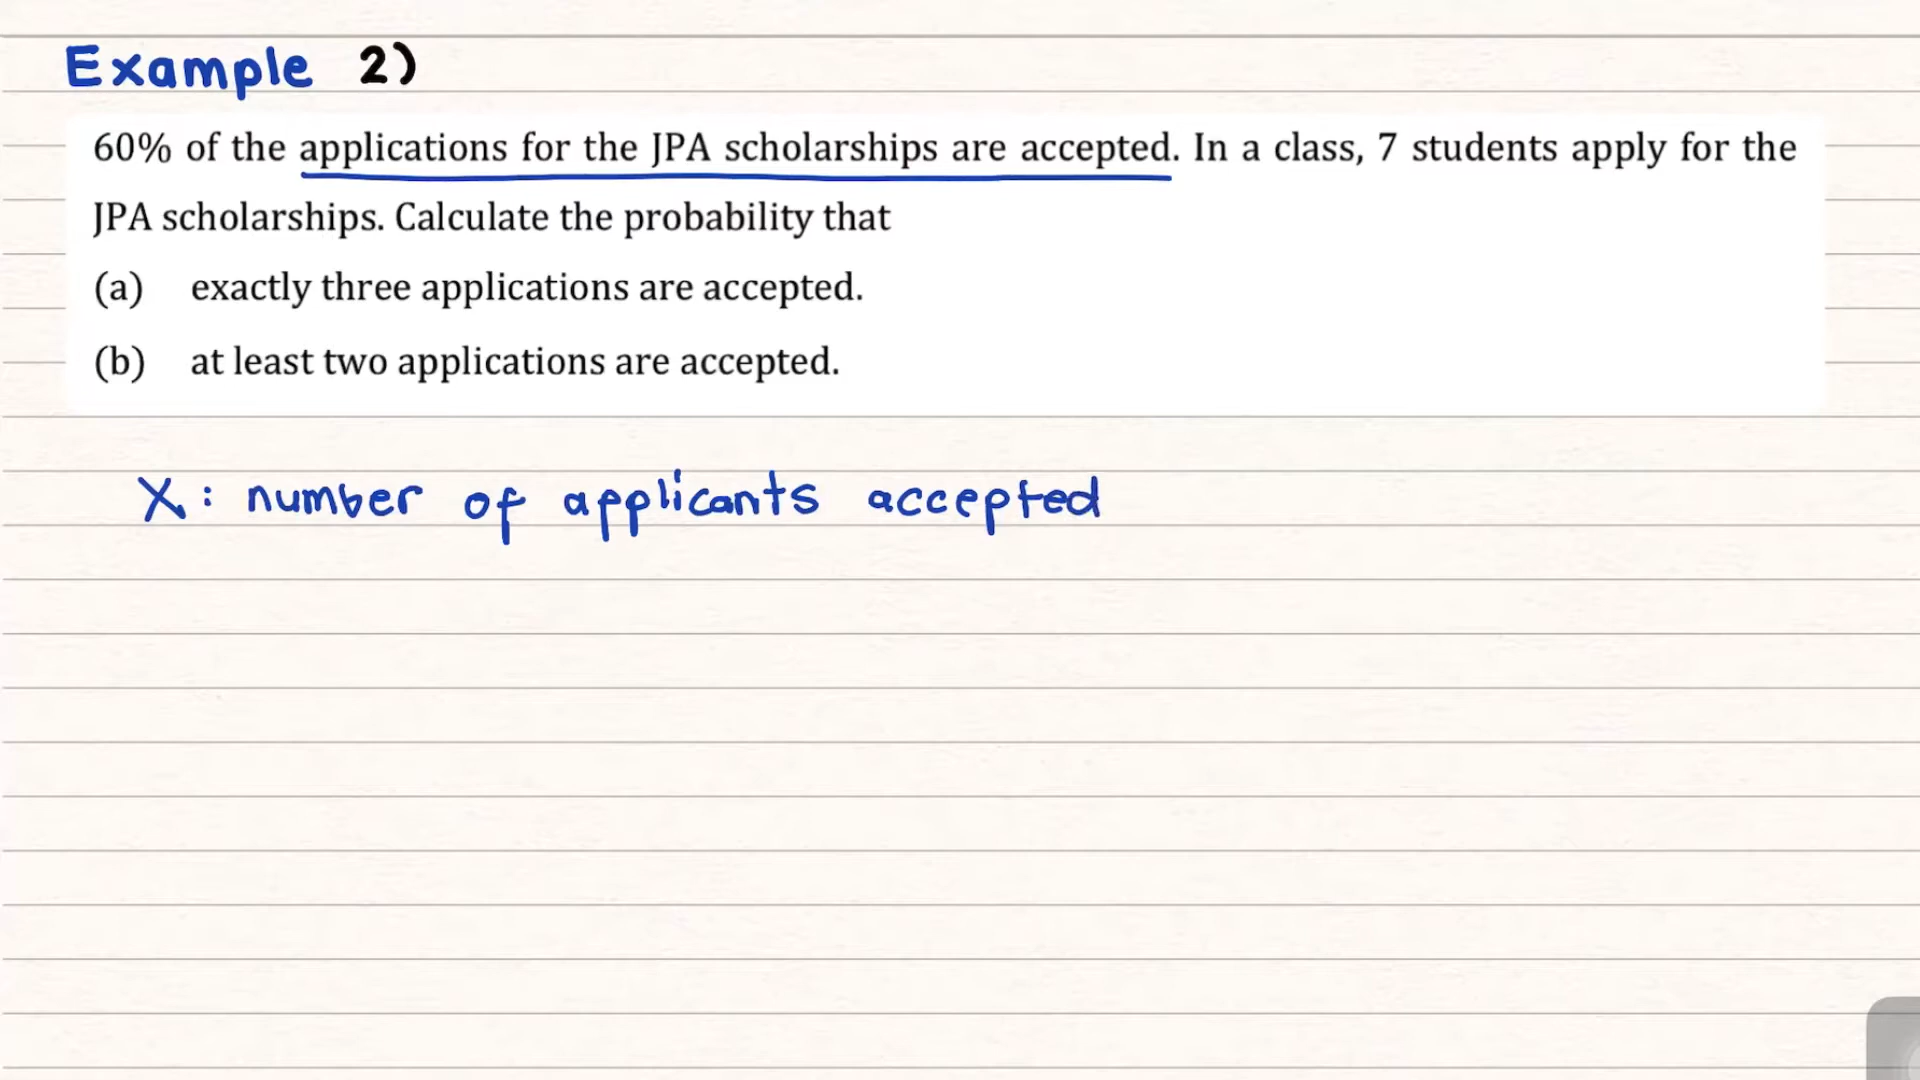 Example 2)
60% of the applications for the JPA scholarships are accepted. In a class, 7 students apply for the
JPA scholarships. Calculate the probability that
(a) exactly three applications are accepted.
(b) at least two applications are accepted.
X : number of applicants accepted